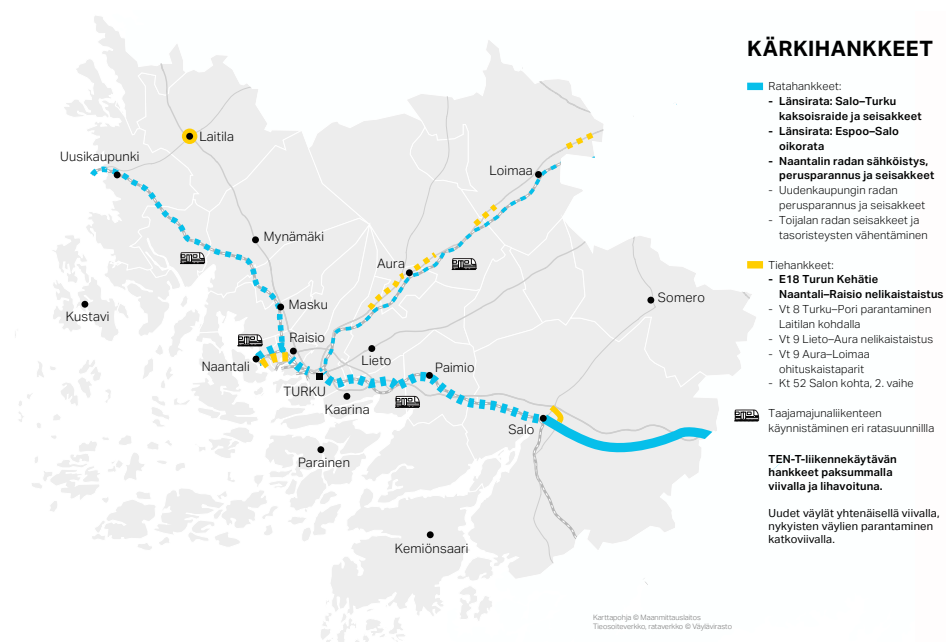 KÄRKIHANKKEET
Ratahankkeet:
- Länsirata: Salo–Turku
kaksoisraide ja seisakkeet
- Länsirata: Espoo–Salo
oikorata
- Naantalin radan sähköistys,
perusparannus ja seisakkeet
- Uudenkaupungin radan
perusparannus ja seisakkeet
- Toijalan radan seisakkeet ja
tasoristeysten vähentäminen
Tiehankkeet:
- E18 Turun Kehätie
Naantali–Raisio nelikaistaistus
- Vt 8 Turku–Pori parantaminen
Laitilan kohdalla
- Vt 9 Lieto–Aura nelikaistaistus
- Vt 9 Aura–Loimaa
ohituskaistaparit
- Kt 52 Salon kohta, 2. vaihe
Taajamajunaliikenteen
käynnistäminen eri ratasuunnillla
TEN-T-liikennekäytävän
hankkeet paksummalla
viivalla ja lihavoituna.
Uudet väylät yhtenäisellä viivalla,
nykyisten väylien parantaminen
katkoviivalla.
Laitila
Uusikaupunki
Loimaa
Mynämäki
Aura
Somero
Kustavi
Masku
Raisio
Lieto
Naantali
Paimio
TURKU
Kaarina
Salo
Parainen
Kemiönsaari
Karttapohja © Maanmittauslaitos
Tieosoiteverkko, rataverkko © Väylävirasto